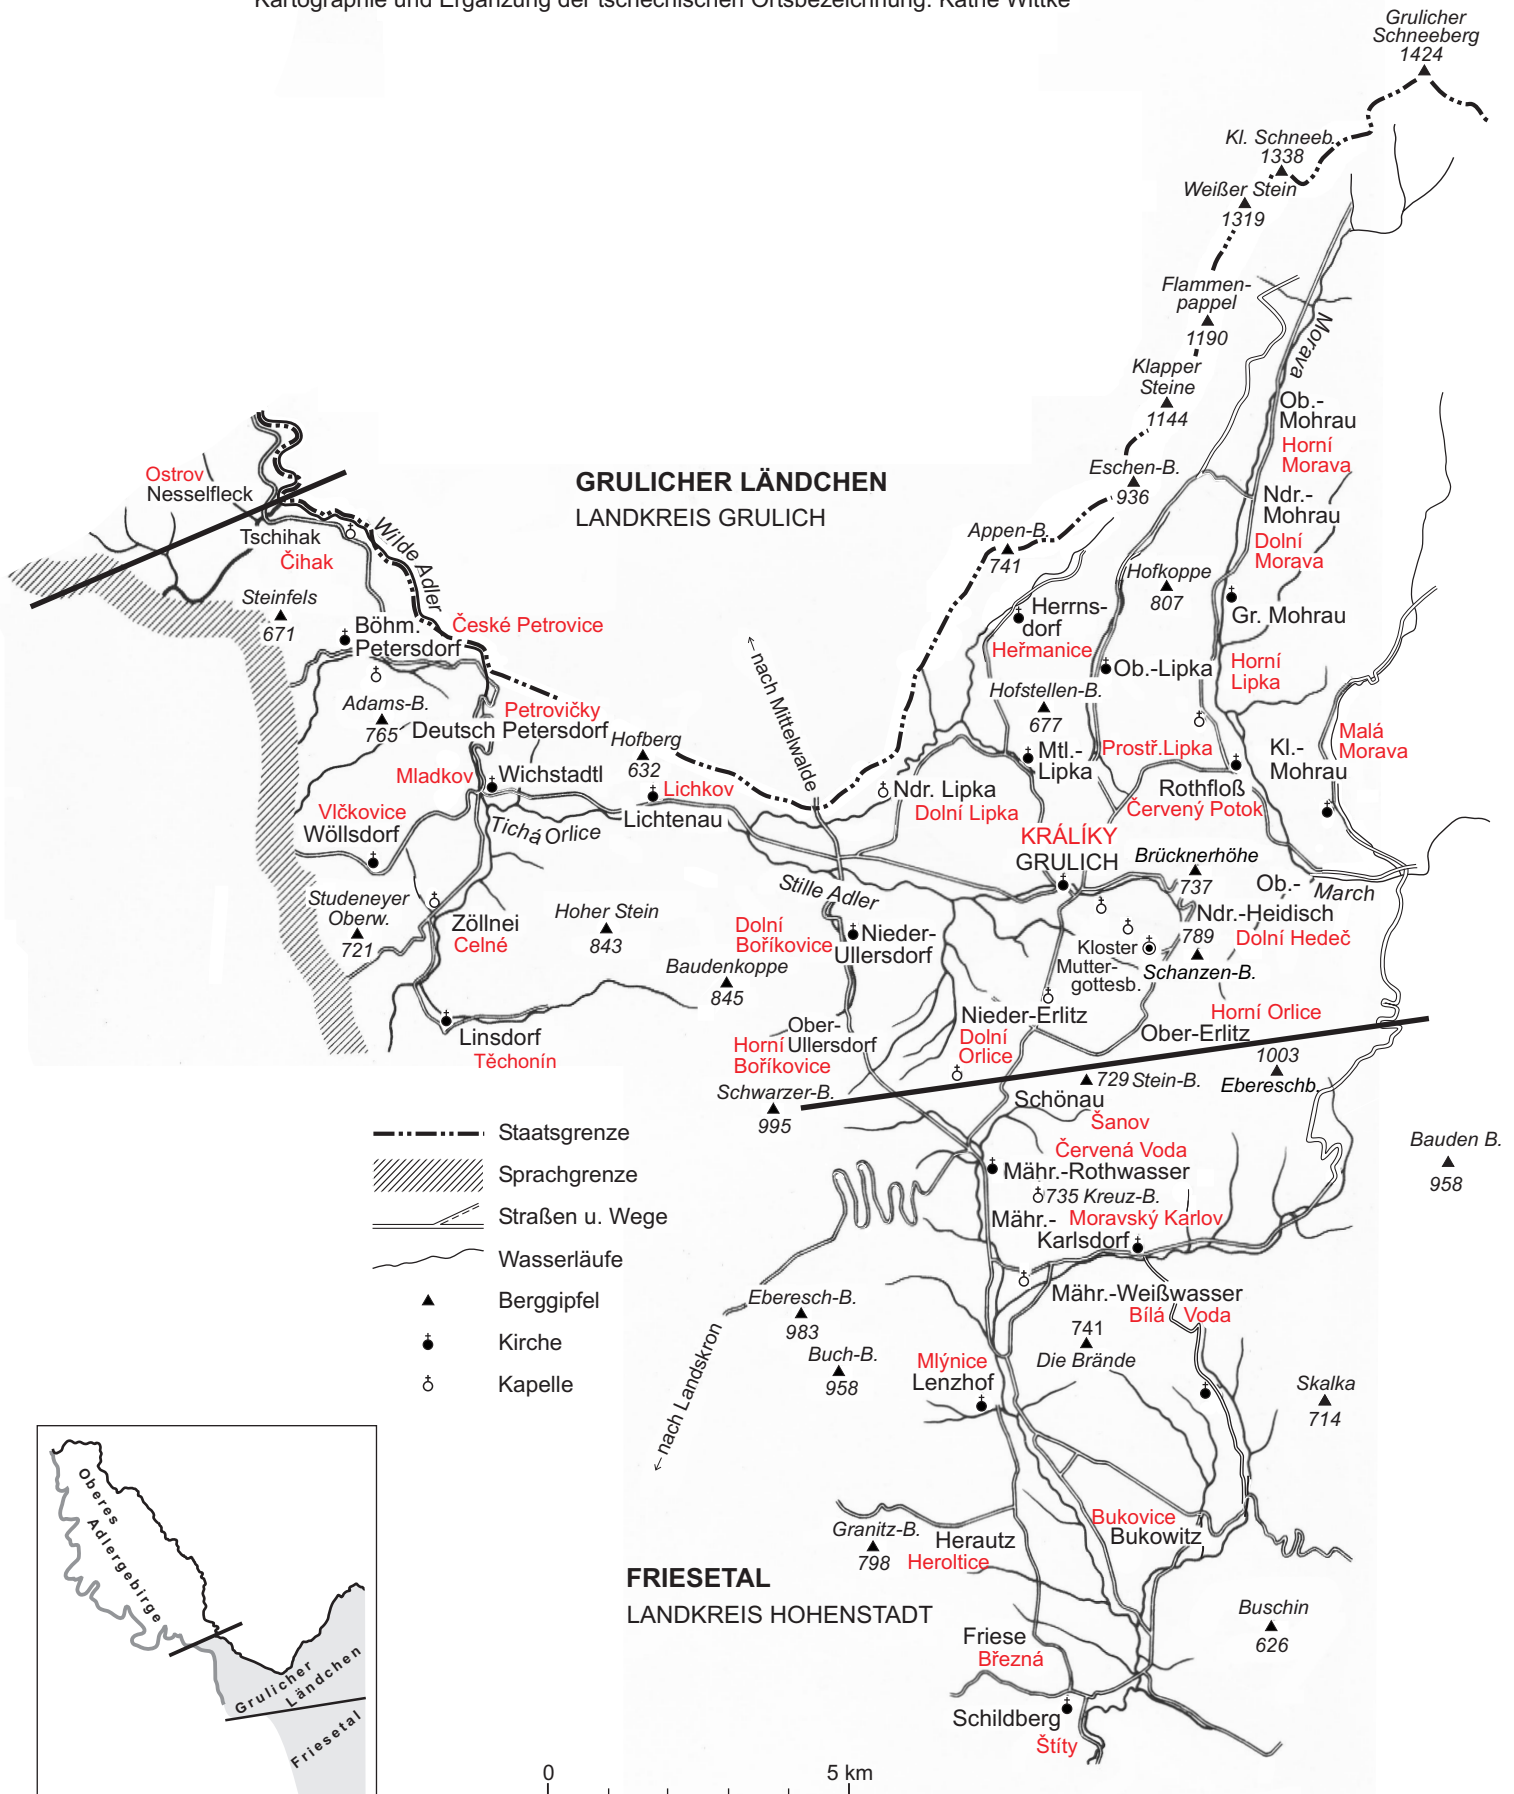 Kartographie und Ergänzung der tschechischen Ortsbezeichnung: Käthe Wittke
Grulicher
Schneeberg
1424
Kl. Schneeb.
1338
Weißer Stein
1319
Flammen-
pappel
1190
Morava
Klapper
Steine
1144
Ob.-
Mohrau
Horní
Morava
Eschen-B.
936
Ndr.-
Mohrau
Dolní
Morava
GRULICHER LÄNDCHEN
LANDKREIS GRULICH
Ostrov
Nesselfleck
Tschihak
Čihak
Wilde Adler
Appen-B.
741
Hofkoppe
807
Steinfels
671
Böhm.
Petersdorf
České Petrovice
Herrns-
dorf
Heřmanice
Gr. Mohrau
Ob.-Lipka
Horní
Lipka
← nach Mittelwalde
Adams-B.
765
Petrovičky
Deutsch Petersdorf
Hofstellen-B.
677
Hofberg
632
Mladkov
Wichstadtl
Lichkov
Lichtenau
Mtl.-
Lipka
Prostř.Lipka
Kl.-
Mohrau
Malá
Morava
Vlčkovice
Wöllsdorf
Tichá Orlice
Ndr. Lipka
Dolní Lipka
Rothfloß
Červený Potok
KRÁLÍKY
GRULICH
Brücknerhöhe
737
Ob.-
March
Stille Adler
Studeneyer
Oberw.
721
Zöllnei
Celné
Hoher Stein
843
Dolní
Boříkovice
Nieder-
Ullersdorf
Ndr.-Heidisch
789
Dolní Hedeč
Kloster
Mutter-
gottesb.
Schanzen-B.
Baudenkoppe
845
Linsdorf
Těchonín
Ober-
Ullersdorf
Horní
Boříkovice
Nieder-Erlitz
Dolní
Orlice
Horní Orlice
Ober-Erlitz
1003
Ebereschb.
Schwarzer-B.
995
729 Stein-B.
Schönau
Šanov
Červená Voda
Mähr.-Rothwasser
735 Kreuz-B.
Bauden B.
958
Mähr.-
Karlsdorf
Moravský Karlov
Staatsgrenze
Sprachgrenze
Straßen u. Wege
Wasserläufe
Berggipfel
Kirche
Kapelle
Eberesch-B.
983
Mähr.-Weißwasser
Bílá Voda
741
Die Brände
Buch-B.
958
Mlýnice
Lenzhof
Skalka
714
← nach Landskron
Granitz-B.
798
Herautz
Heroltice
Bukovice
Bukowitz
FRIESETAL
LANDKREIS HOHENSTADT
Friese
Březná
Buschin
626
Schildberg
Štíty
Oberes
Adlergebirge
Grulicher
Ländchen
Friesetal
0
5 km